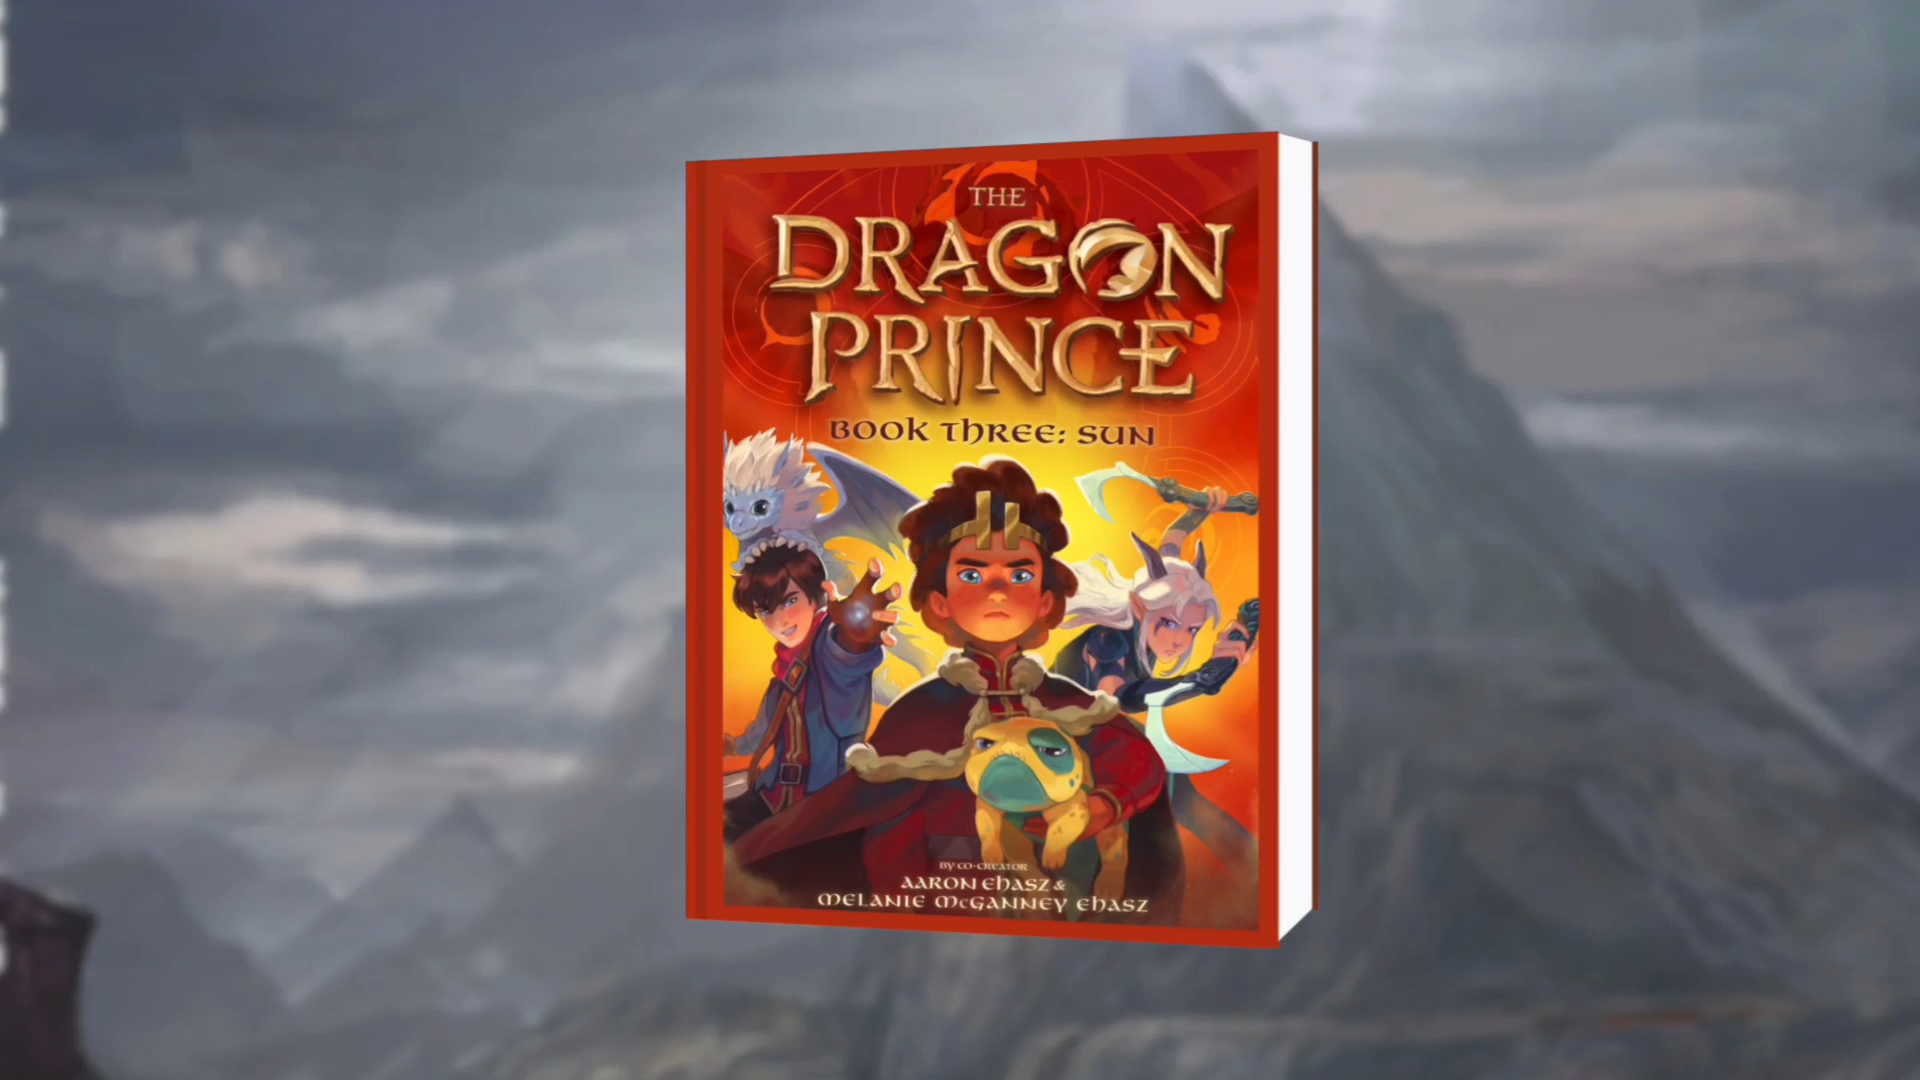 THE
DRAGON
PRINCE
BOOK THREE: SUN
BY CO-CREATOR
AARON EHASZ &
MELANIE McGANNEY EHASZ